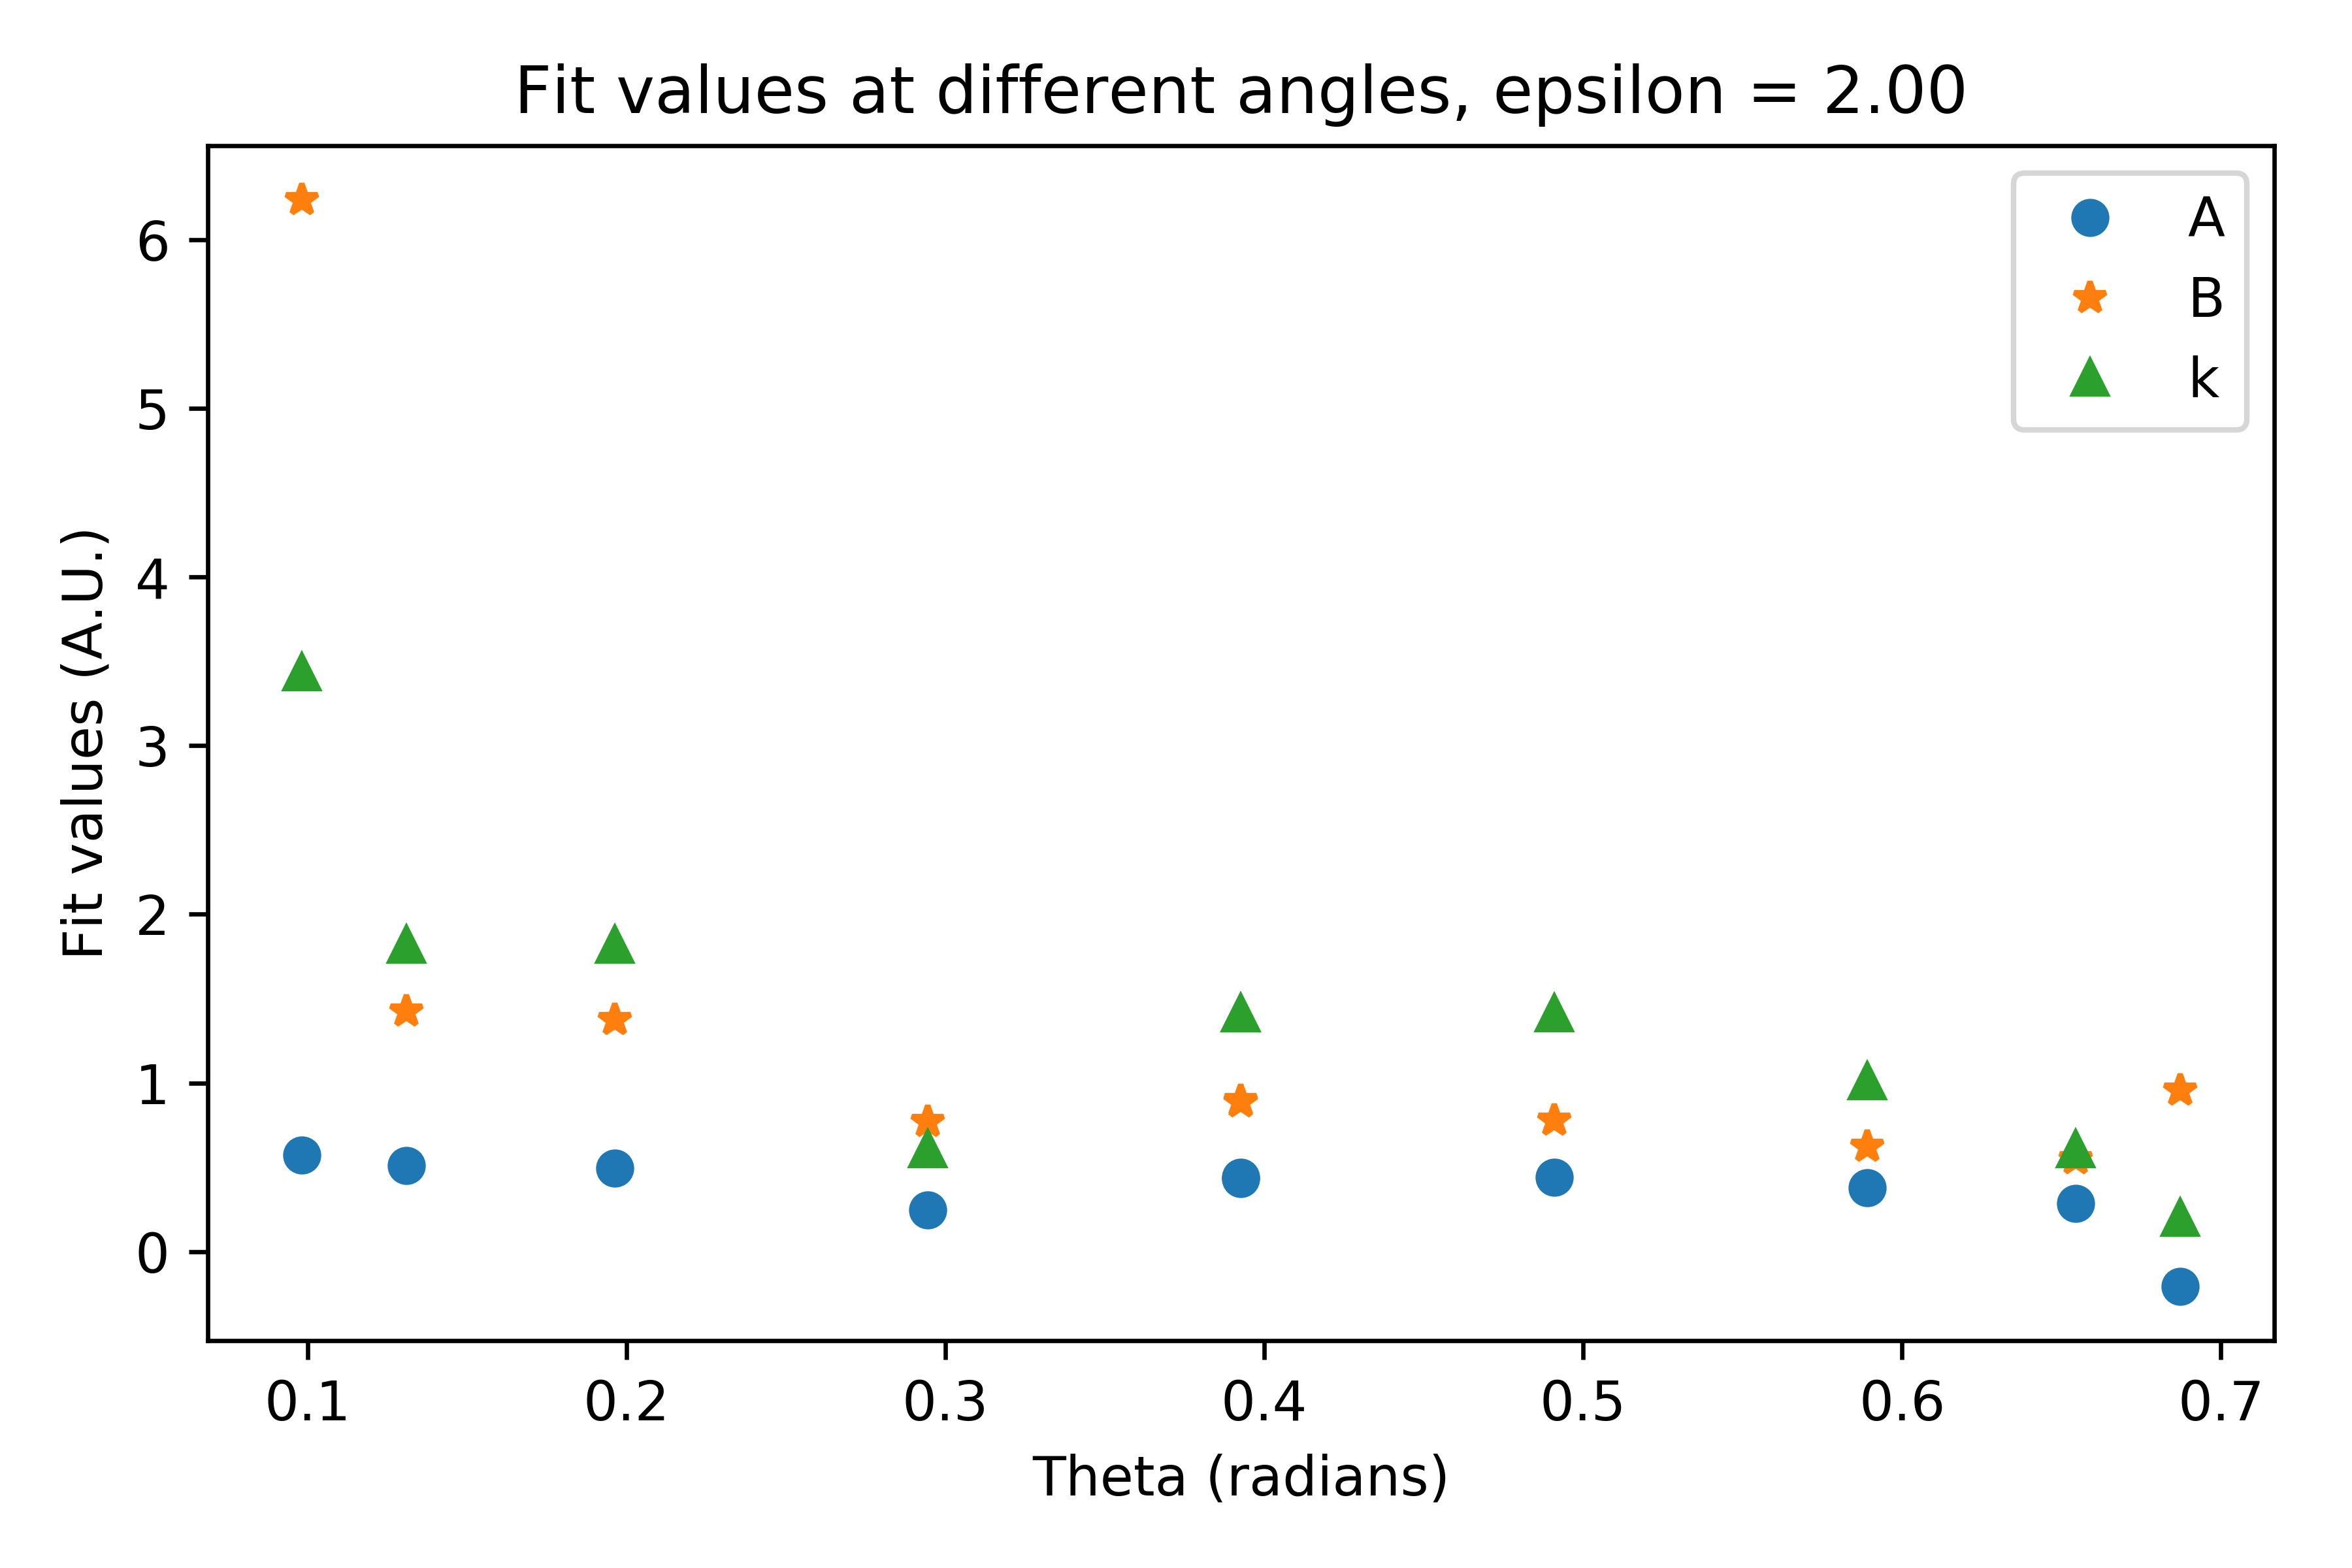 Fit values at different angles, epsilon = 2.00
A
B
k
6
5
4
3
2
1
0
Fit values (A.U.)
0.1 0.2 0.3 0.4 0.5 0.6 0.7
Theta (radians)